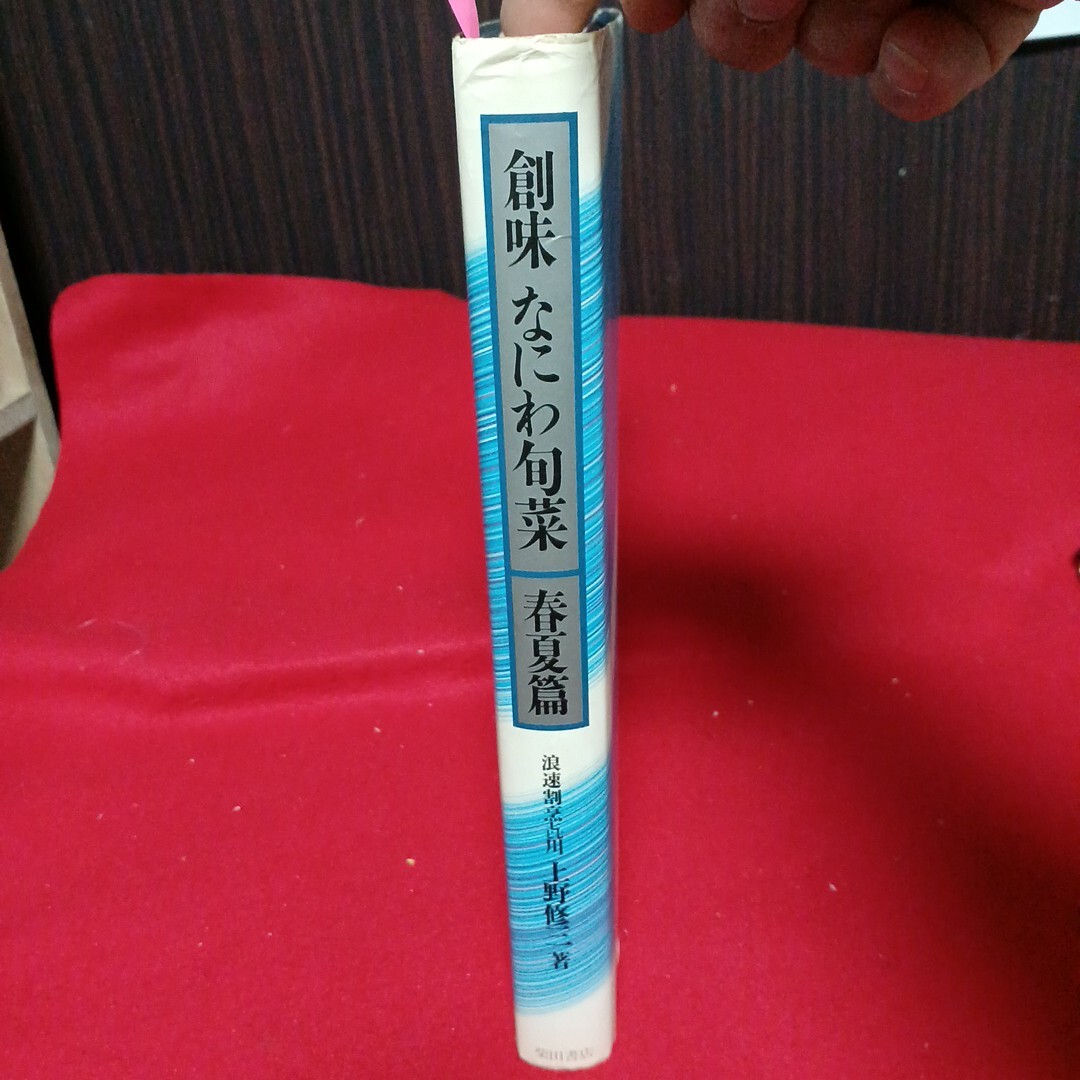 創味 なにわ旬菜
春夏篇
浪速割烹㐂川 上野修三 著
柴田書店